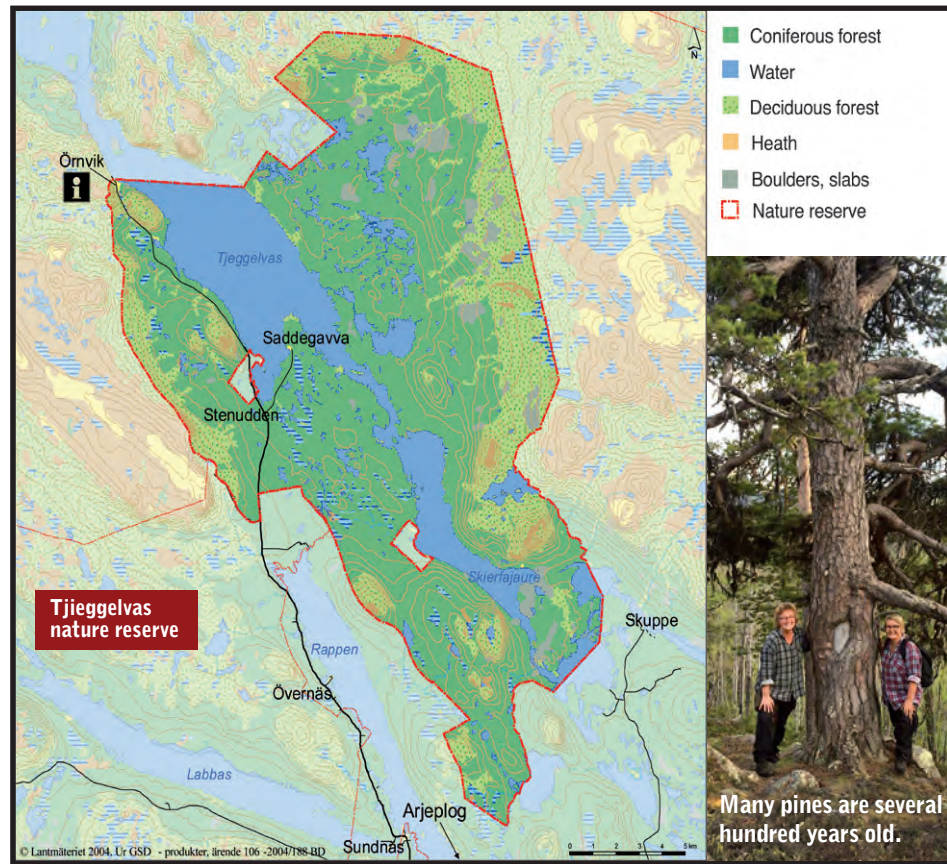 Coniferous forest
Water
Deciduous forest
Heath
Boulders, slabs
Nature reserve
N
Örnvik
i
Tjeggelvas
Saddegavva
Stenudden
Skierfajaure
Tjieggelvas
nature reserve
Rappen
Skuppe
Övernäs
Labbas
Arjeplog
Sundnäs
© Lantmäteriet 2004. Ur GSD - produkter, ärende 106 -2004/188 BD
0 1 2 3 4 5 km
Many pines are several
hundred years old.